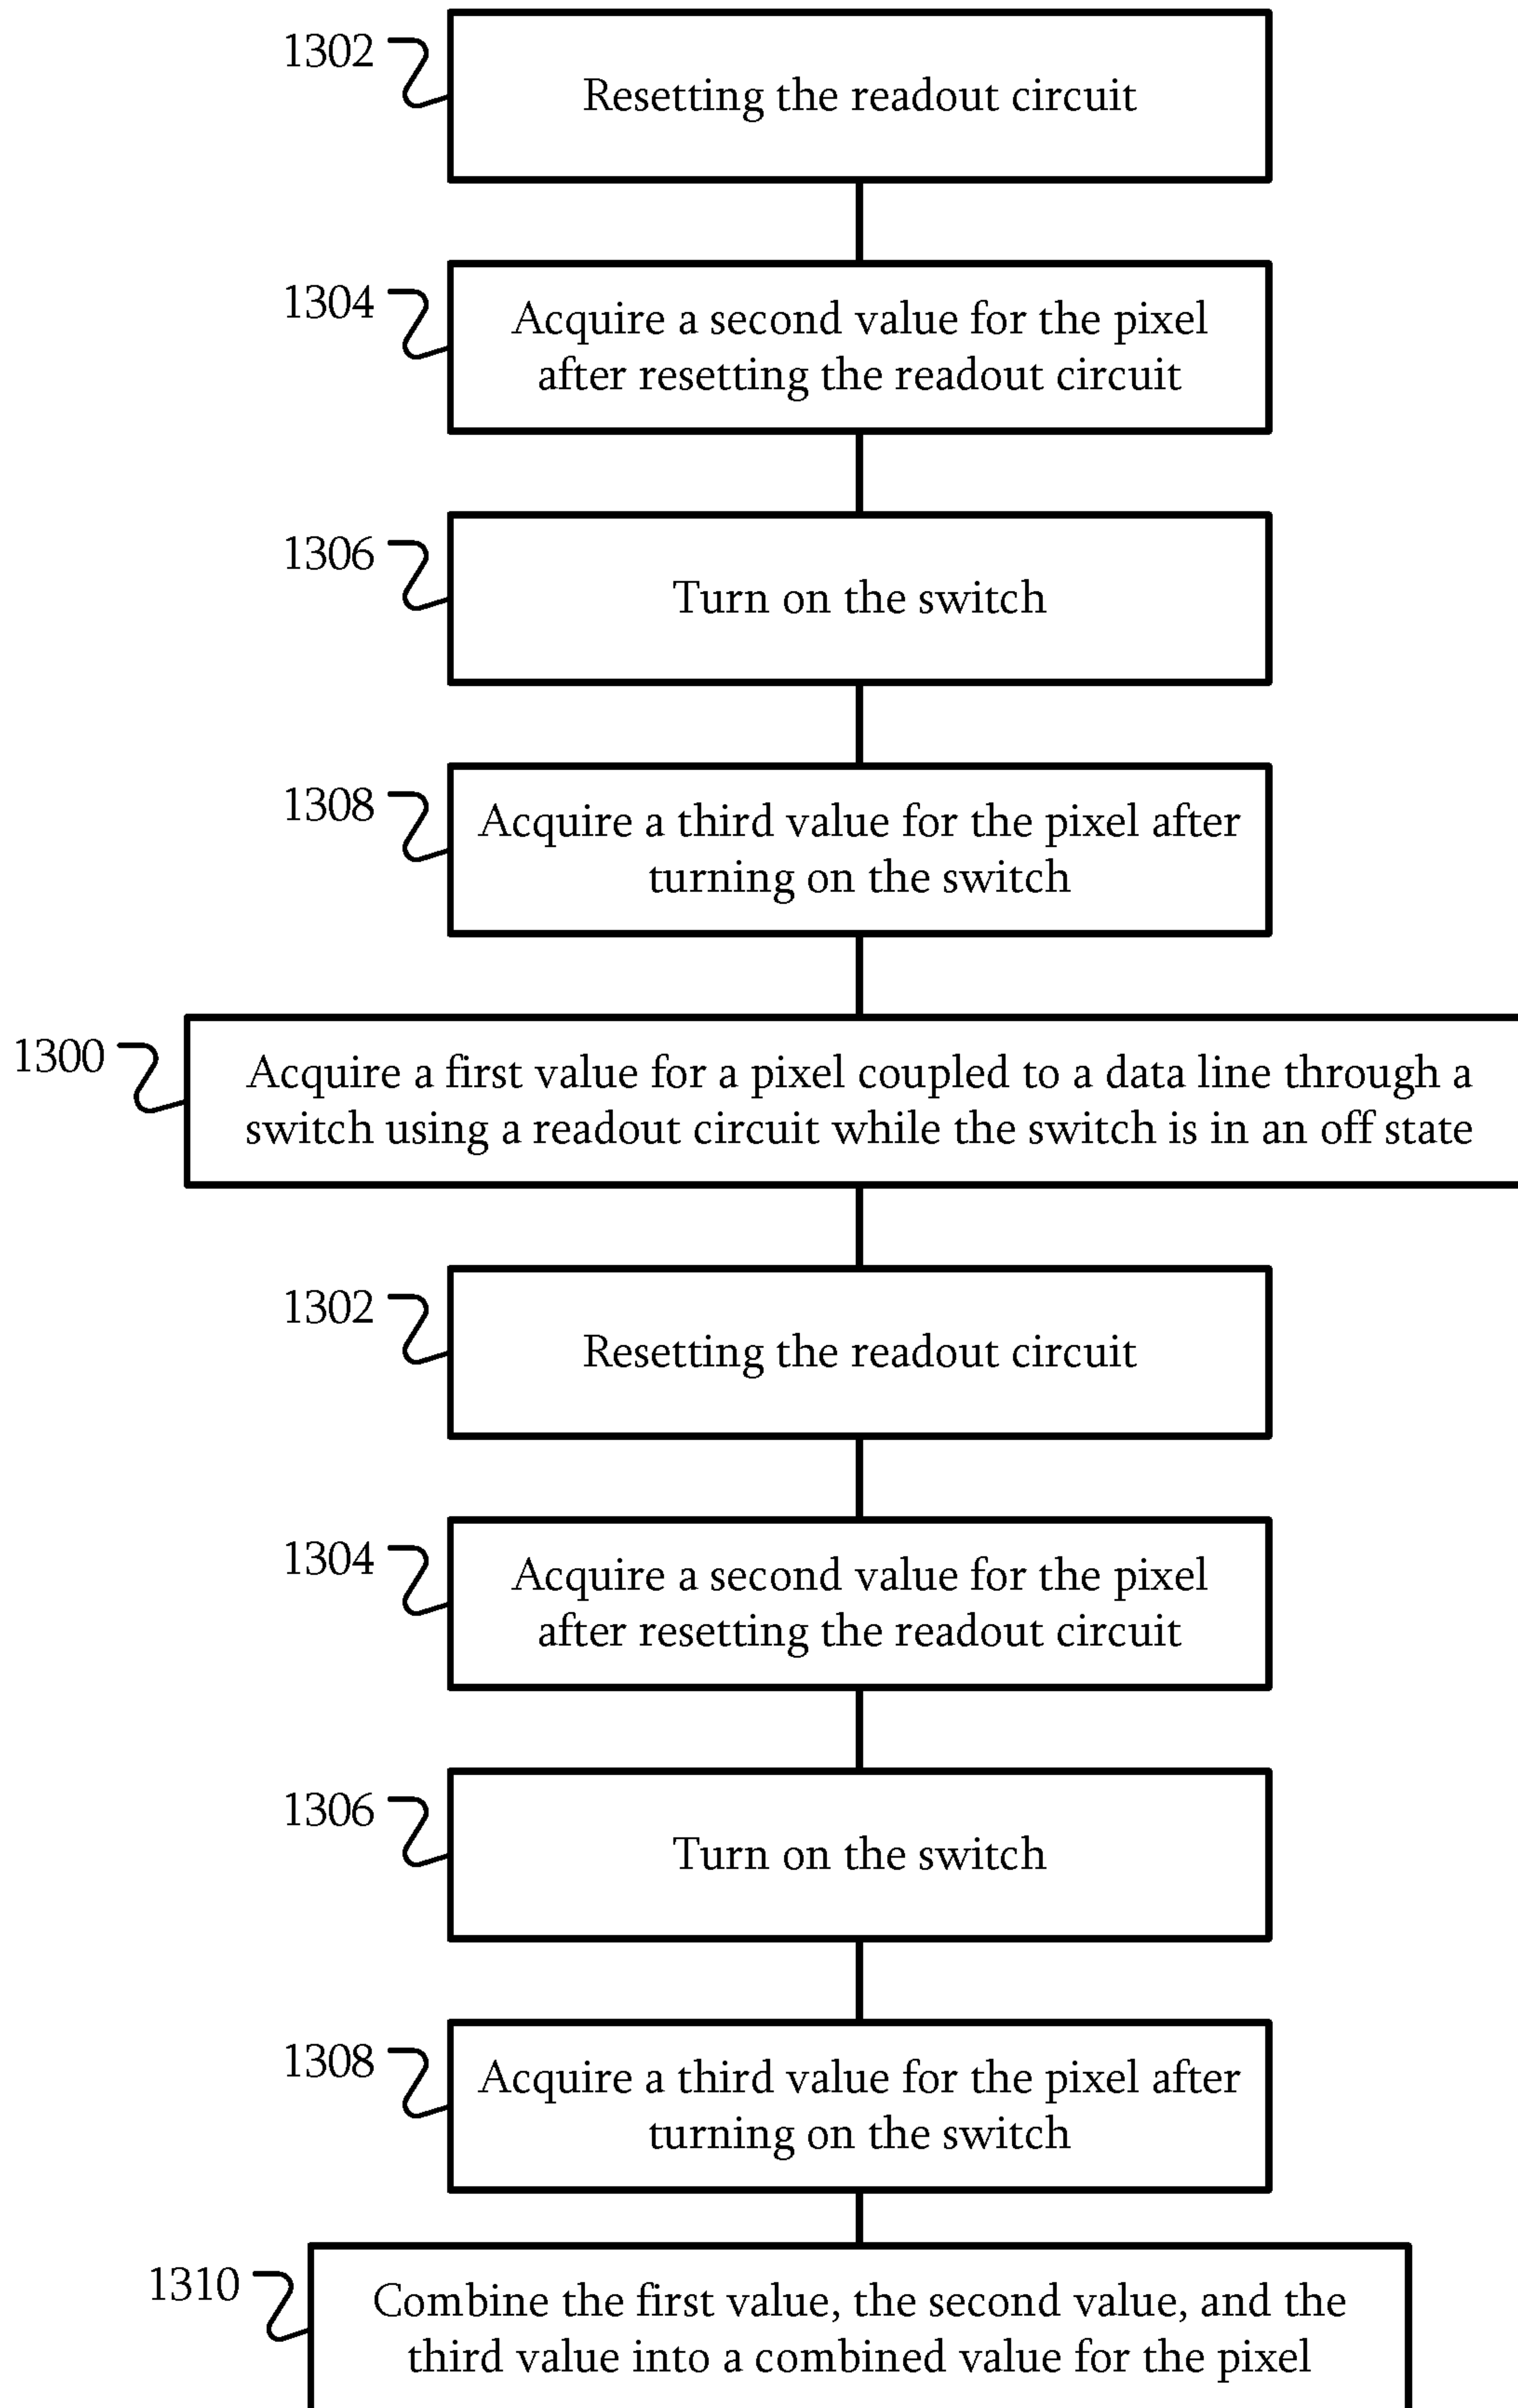 1302
Resetting the readout circuit
1304
Acquire a second value for the pixel
after resetting the readout circuit
1306
Turn on the switch
1308
Acquire a third value for the pixel after
turning on the switch
1300
Acquire a first value for a pixel coupled to a data line through a
switch using a readout circuit while the switch is in an off state
1302
Resetting the readout circuit
1304
Acquire a second value for the pixel
after resetting the readout circuit
1306
Turn on the switch
1308
Acquire a third value for the pixel after
turning on the switch
1310
Combine the first value, the second value, and the
third value into a combined value for the pixel